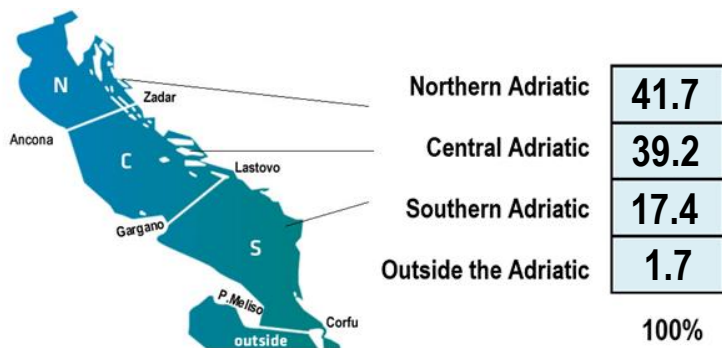 N
Zadar
Ancona
C
Lastovo
Gargano
S
P.Meliso
Corfu
outside
Northern Adriatic 41.7
Central Adriatic 39.2
Southern Adriatic 17.4
Outside the Adriatic 1.7
100%